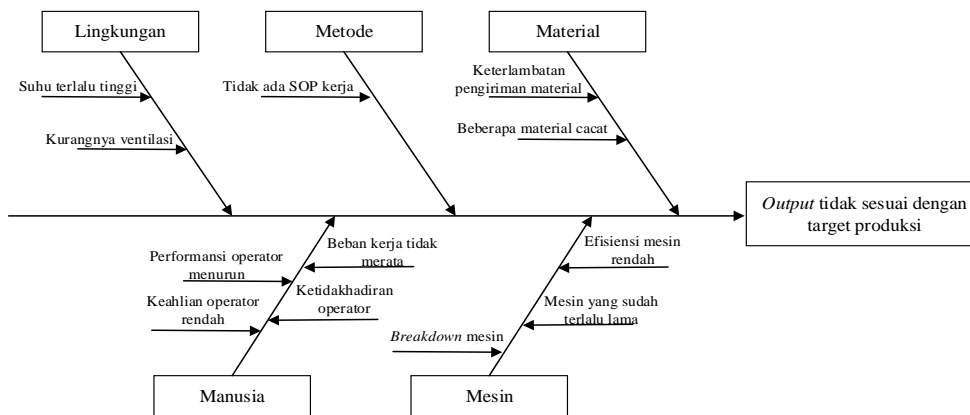 Lingkungan
Metode
Material
Suhu terlalu tinggi
Kurangnya ventilasi
Tidak ada SOP kerja
Keterlambatan
pengiriman material
Beberapa material cacat
Output tidak sesuai dengan
target produksi
Performansi operator
menurun
Keahlian operator
rendah
Beban kerja tidak
merata
Ketidakhadiran
operator
Efisiensi mesin
rendah
Mesin yang sudah
terlalu lama
Breakdown mesin
Manusia
Mesin